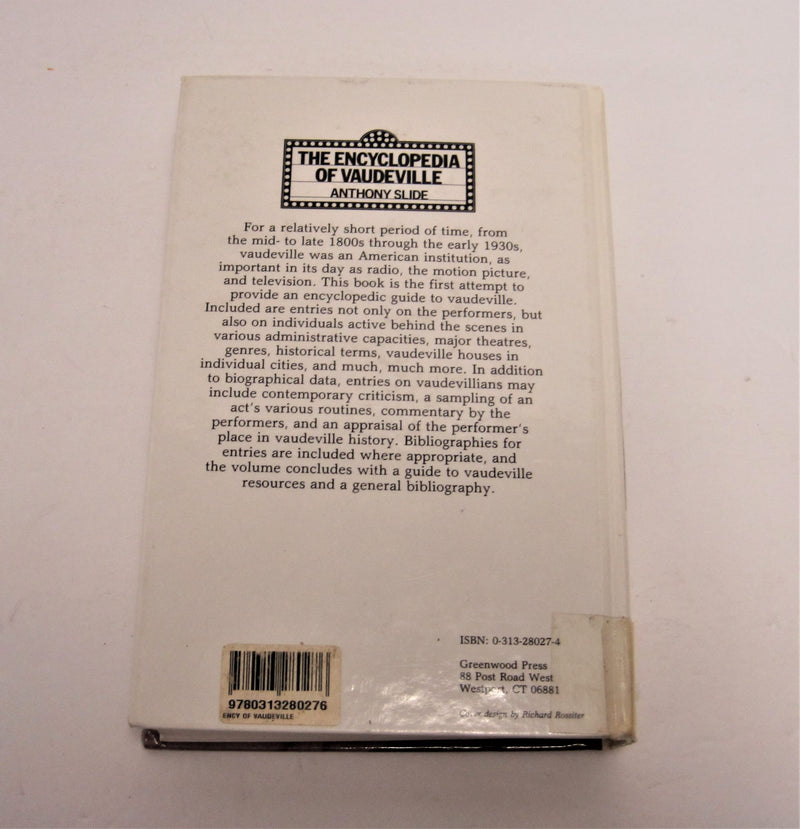 THE ENCYCLOPEDIA
OF VAUDEVILLE
ANTHONY SLIDE
For a relatively short period of time, from
the mid- to late 1800s through the early 1930s,
vaudeville was an American institution, as
important in its day as radio, the motion picture,
and television. This book is the first attempt to
provide an encyclopedic guide to vaudeville.
Included are entries not only on the performers, but
also on individuals active behind the scenes in
various administrative capacities, major theatres,
genres, historical terms, vaudeville houses in
individual cities, and much, much more. In addition
to biographical data, entries on vaudevillians may
include contemporary criticism, a sampling of an
act's various routines, commentary by the
performers, and an appraisal of the performer's
place in vaudeville history. Bibliographies for
entries are included where appropriate, and
the volume concludes with a guide to vaudeville
resources and a general bibliography.
ISBN: 0-313-28027-4
Greenwood Press
88 Post Road West
Westport, CT 06881
Cover design by Richard Rossiter
9780313280276
ENCY OF VAUDEVILLE